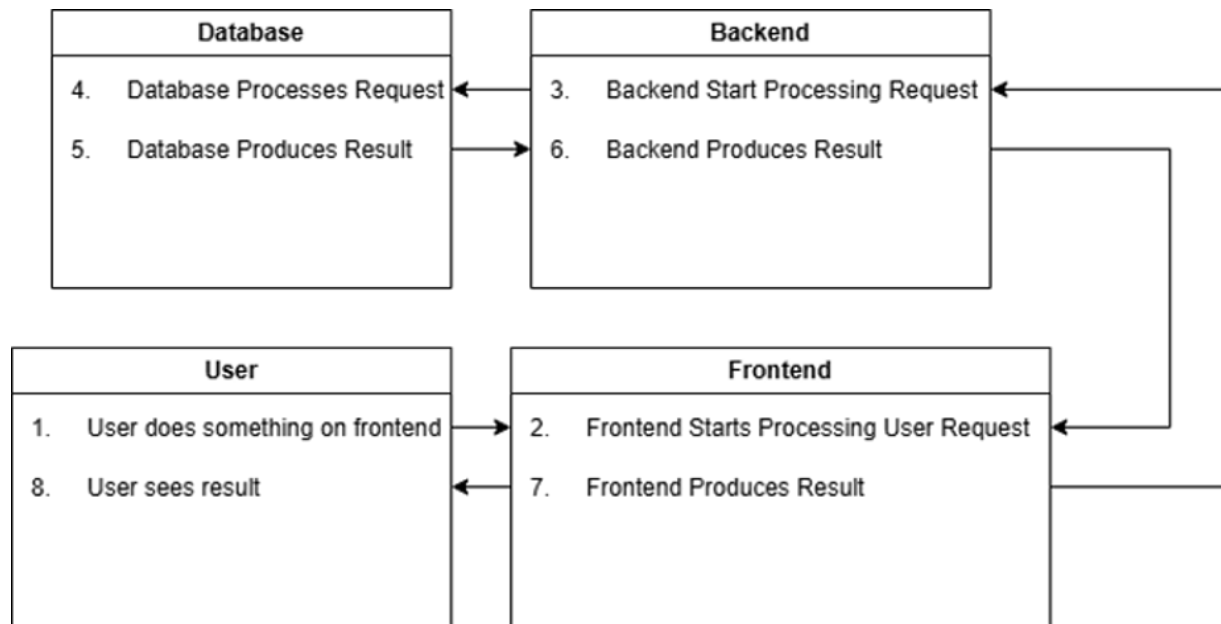 Database
4. Database Processes Request
5. Database Produces Result
Backend
3. Backend Start Processing Request
6. Backend Produces Result
User
1. User does something on frontend
8. User sees result
Frontend
2. Frontend Starts Processing User Request
7. Frontend Produces Result